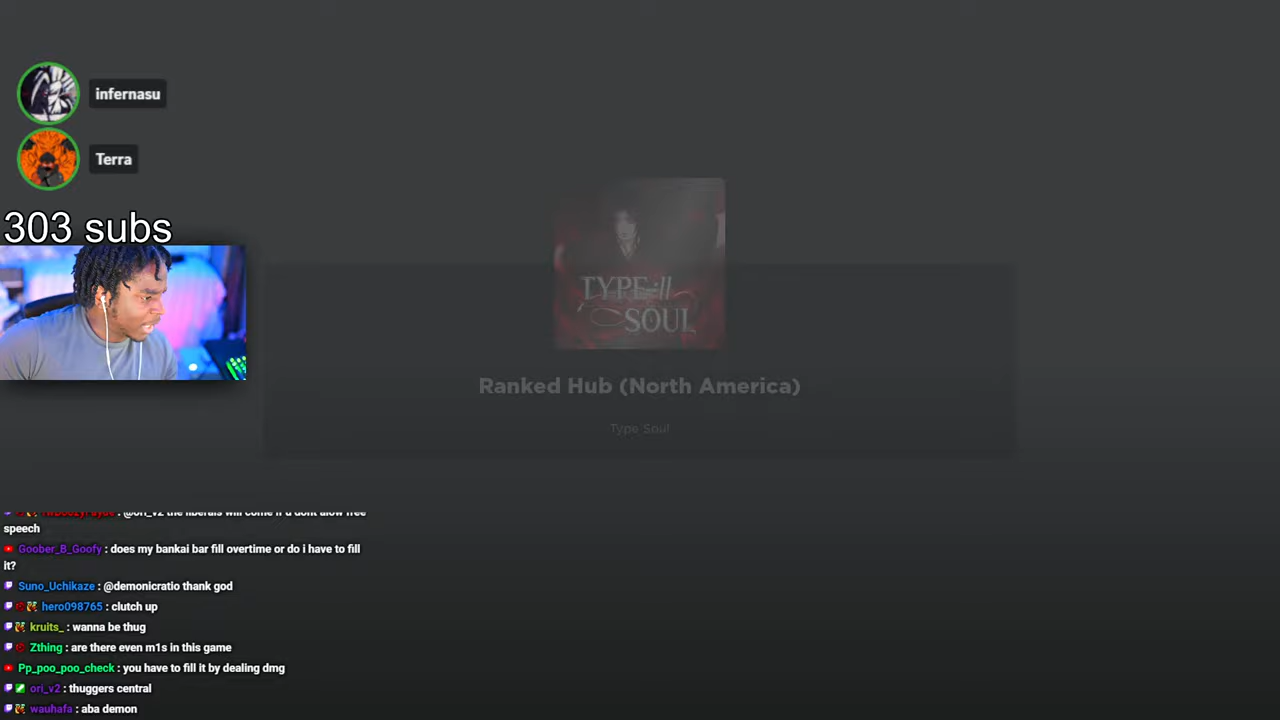 infernasu
Terra
303 subs
TYPE://
SOUL
Ranked Hub (North America)
Type Soul
speech
Goober_B_Goofy : does my bankai bar fill overtime or do i have to fill
it?
Suno_Uchikaze : @demonicratio thank god
hero098765 : clutch up
kruits_ : wanna be thug
Zthing : are there even m1s in this game
Pp_poo_poo_check : you have to fill it by dealing dmg
ori_v2 : thuggers central
wauhafa : aba demon